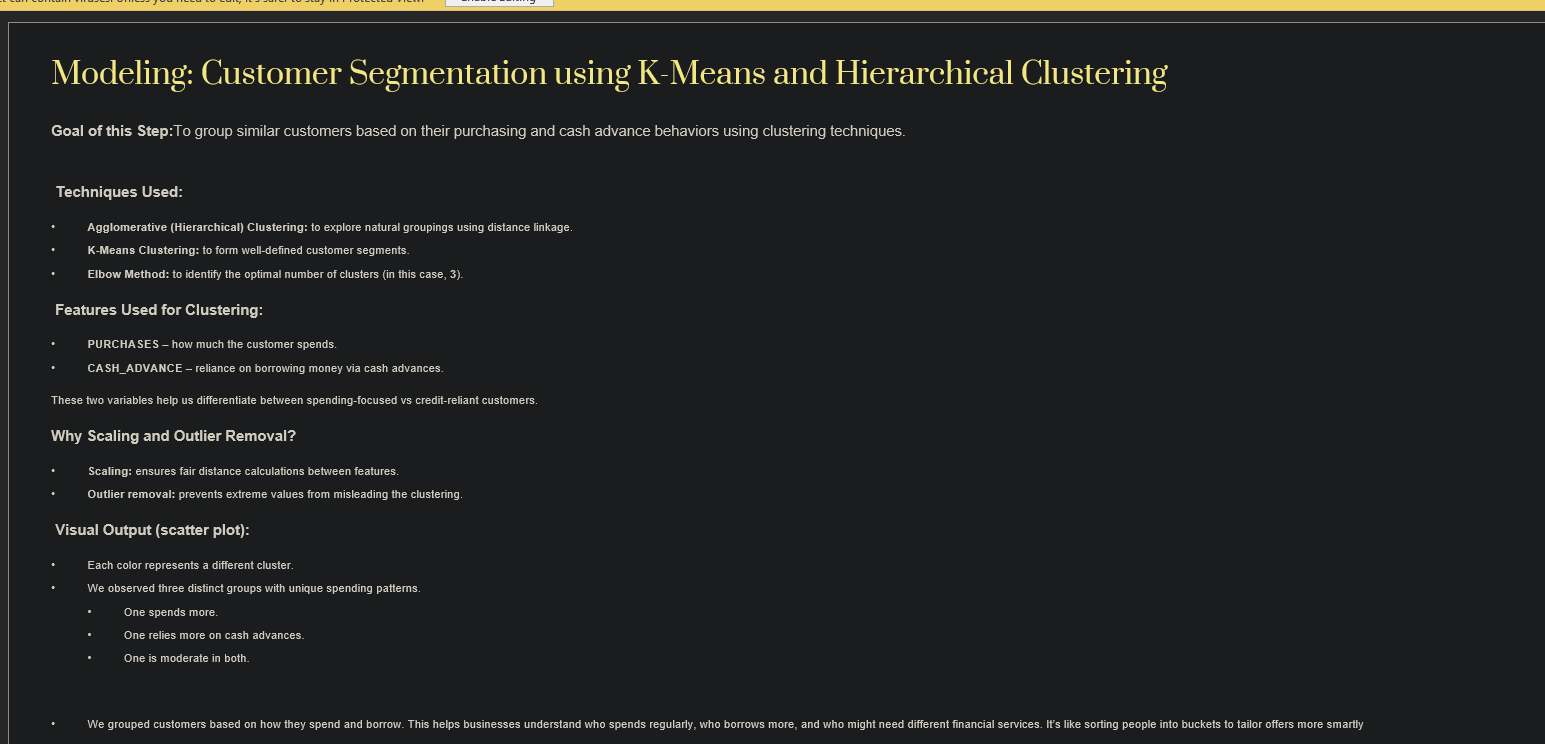 can contain viruses. Unless you need to edit, it's safer to stay in Protected View. Enable Editing
Modeling: Customer Segmentation using K-Means and Hierarchical Clustering
Goal of this Step:To group similar customers based on their purchasing and cash advance behaviors using clustering techniques.
Techniques Used:
• Agglomerative (Hierarchical) Clustering: to explore natural groupings using distance linkage.
• K-Means Clustering: to form well-defined customer segments.
• Elbow Method: to identify the optimal number of clusters (in this case, 3).
Features Used for Clustering:
• PURCHASES – how much the customer spends.
• CASH_ADVANCE – reliance on borrowing money via cash advances.
These two variables help us differentiate between spending-focused vs credit-reliant customers.
Why Scaling and Outlier Removal?
• Scaling: ensures fair distance calculations between features.
• Outlier removal: prevents extreme values from misleading the clustering.
Visual Output (scatter plot):
• Each color represents a different cluster.
• We observed three distinct groups with unique spending patterns.
• One spends more.
• One relies more on cash advances.
• One is moderate in both.
• We grouped customers based on how they spend and borrow. This helps businesses understand who spends regularly, who borrows more, and who might need different financial services. It's like sorting people into buckets to tailor offers more smartly